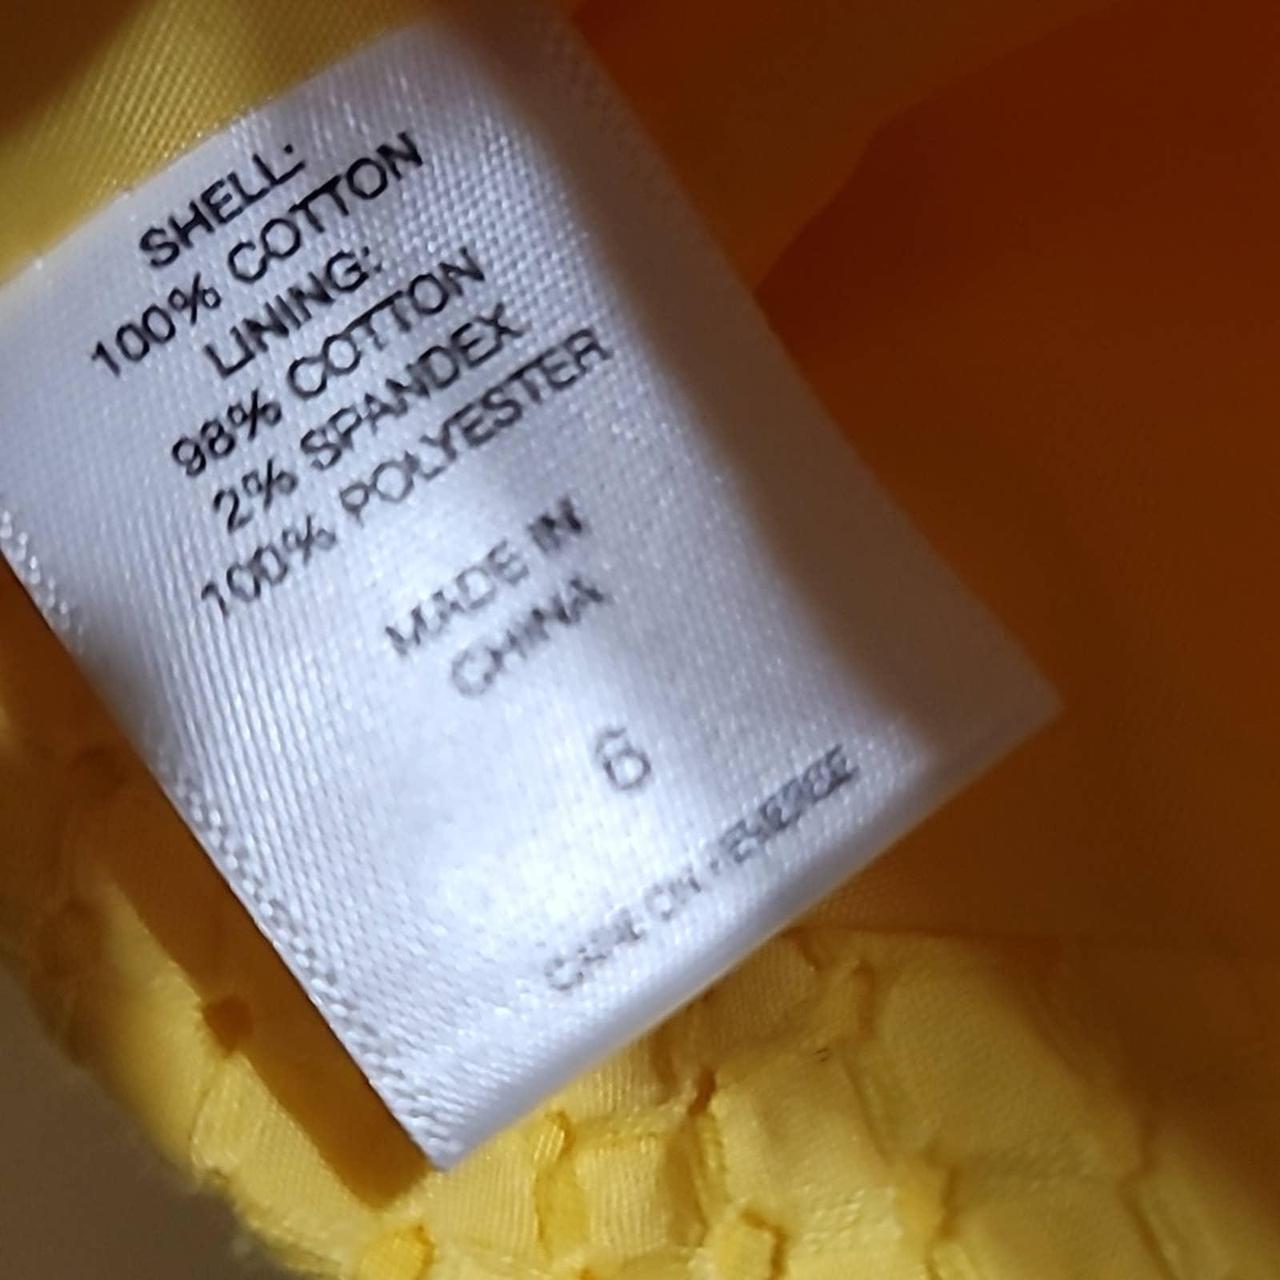 SHELL:
100% COTTON
LINING:
98% COTTON
2% SPANDEX
100% POLYESTER
MADE IN
CHINA
6
CARE ON REVERSE